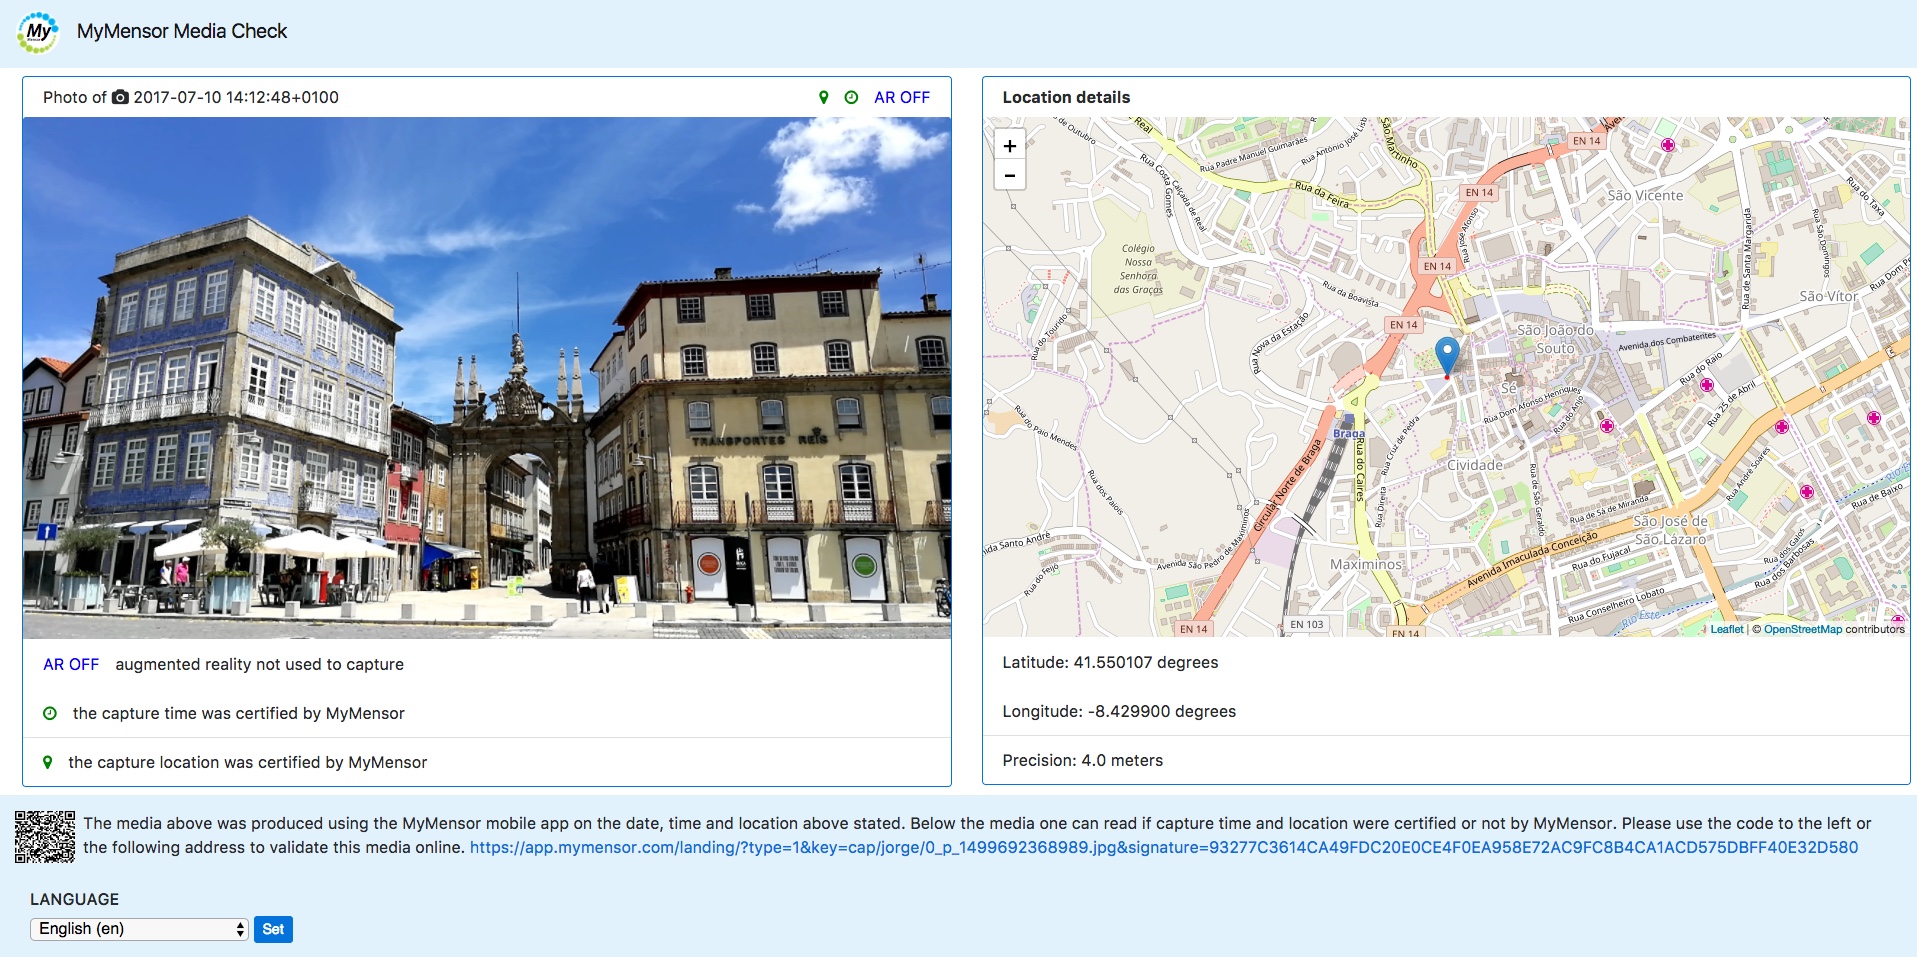 My
MyMensor Media Check
Photo of 2017-07-10 14:12:48+0100
AR OFF
TRANSPORTES REIS
AR OFF augmented reality not used to capture
the capture time was certified by MyMensor
the capture location was certified by MyMensor
Location details
+
-
de Outubro
Real
Rua Padre Manuel Guimarães
Rua António José Lisb
São Martinho
EN 14
Rua Costa Gomes
Calçada de Real
Rua da Feira
EN 14
São Vicente
Rua do Taxa
Rua José Afonso
Rua de Santa Margarida
Rua São Domingos
Rua Dom P
Colégio
Nossa
Senhora
das Graças
EN 14
Rua da Boavista
São Vítor
Rua do Tourido
Rua Nova da Estação
EN 14
São João do
Souto
Avenida dos Combatentes
Rua do Raio
Sé
Rua 25 de Abril
Rua Dom Afonso Henriques
Rua do Anjo
Rua do Paio Mendes
Braga
Rua Cruz de Pedra
Rua do Caires
Cividade
Rua André Soares
Rua dos Paiois
Circular Norte de Braga
Rua Direita
Rua de São Geraldo
Rua de Sá de Miranda
São José de
São Lázaro
Rua de Baixo
ida Santo André
Avenida São Pedro de Maximinos
Maximinos
Avenida Imaculada Conceição
Rua do Fujacal
Rua dos Galos
Rua dos Barbosas
Rua do Feijo
Rua Conselheiro Lobato
Rio Este
EN 14
EN 103
EN 14
Leaflet | © OpenStreetMap contributors
Latitude: 41.550107 degrees
Longitude: -8.429900 degrees
Precision: 4.0 meters
The media above was produced using the MyMensor mobile app on the date, time and location above stated. Below the media one can read if capture time and location were certified or not by MyMensor. Please use the code to the left or
the following address to validate this media online. https://app.mymensor.com/landing/?type=1&key=cap/jorge/0_p_1499692368989.jpg&signature=93277C3614CA49FDC20E0CE4F0EA958E72AC9FC8B4CA1ACD575DBFF40E32D580
LANGUAGE
English (en)
Set